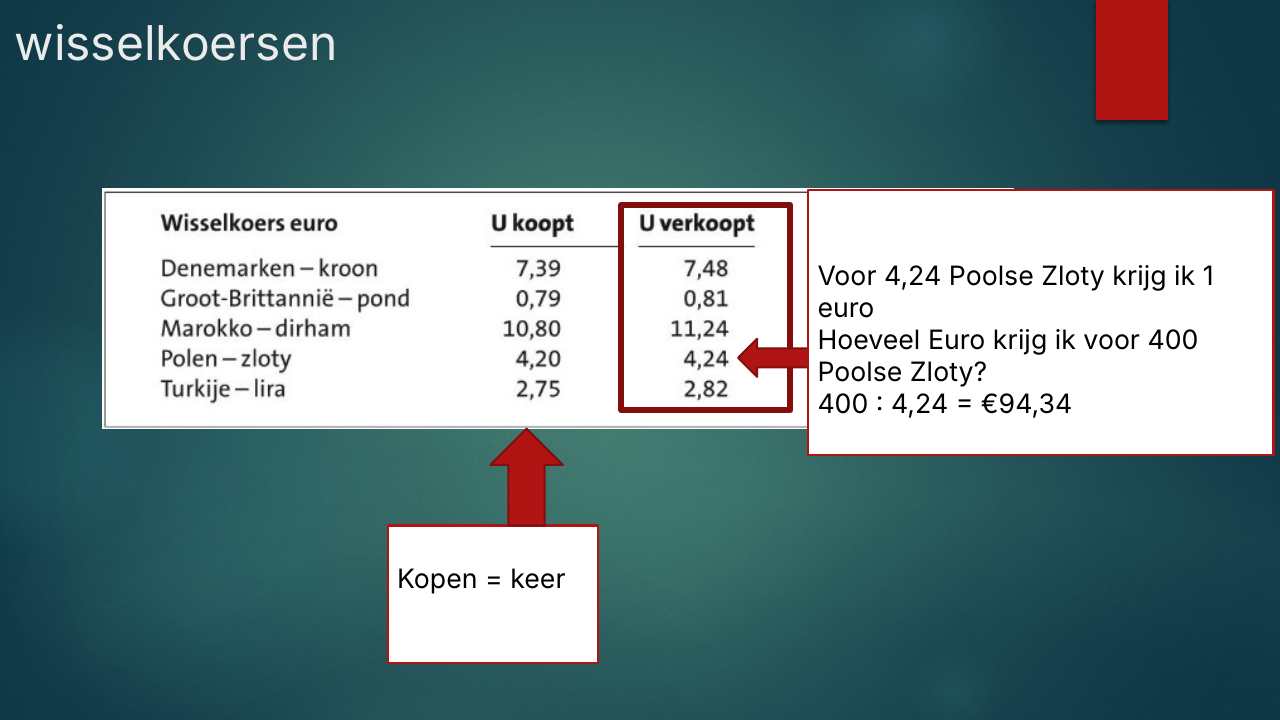 wisselkoersen
Wisselkoers euro U koopt U verkoopt
Denemarken – kroon 7,39 7,48
Groot-Brittannië – pond 0,79 0,81
Marokko – dirham 10,80 11,24
Polen – zloty 4,20 4,24
Turkije – lira 2,75 2,82
Voor 4,24 Poolse Zloty krijg ik 1
euro
Hoeveel Euro krijg ik voor 400
Poolse Zloty?
400 : 4,24 = €94,34
Kopen = keer